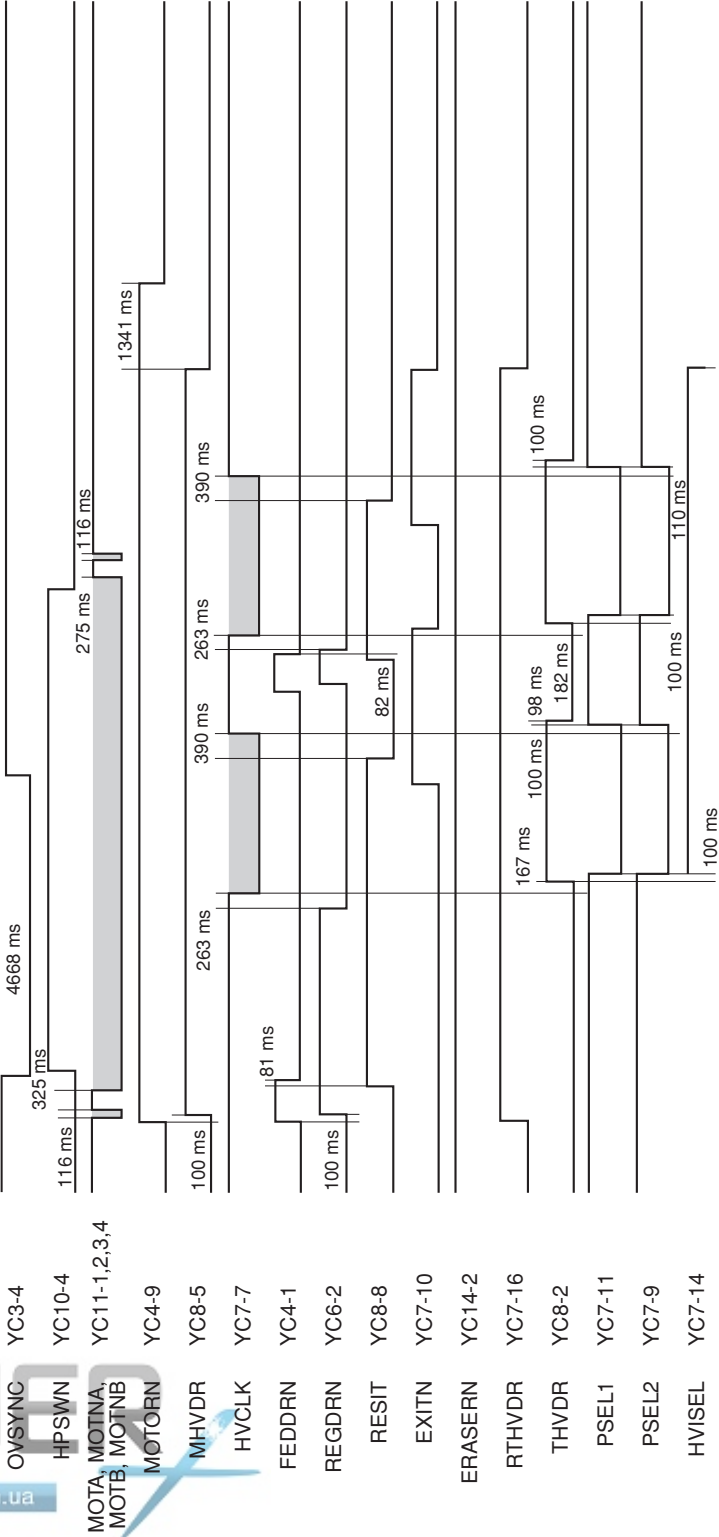 OVSYNC YC3-4 4668 ms
HPSWN YC10-4 325 ms
MOTA, MOTNA,
MOTB, MOTNB YC11-1,2,3,4 116 ms 275 ms 116 ms
MOTORN YC4-9 1341 ms
MHVDR YC8-5 100 ms 263 ms 390 ms 263 ms 390 ms
HVCLK YC7-7
FEDDRN YC4-1 81 ms
REGDRN YC6-2 100 ms
RESIT YC8-8 82 ms
EXITN YC7-10
ERASERN YC14-2
RTHVDR YC7-16
THVDR YC8-2 167 ms 100 ms 98 ms 182 ms 100 ms
PSEL1 YC7-11
PSEL2 YC7-9 100 ms 110 ms
HVISEL YC7-14 100 ms
ER
.ua